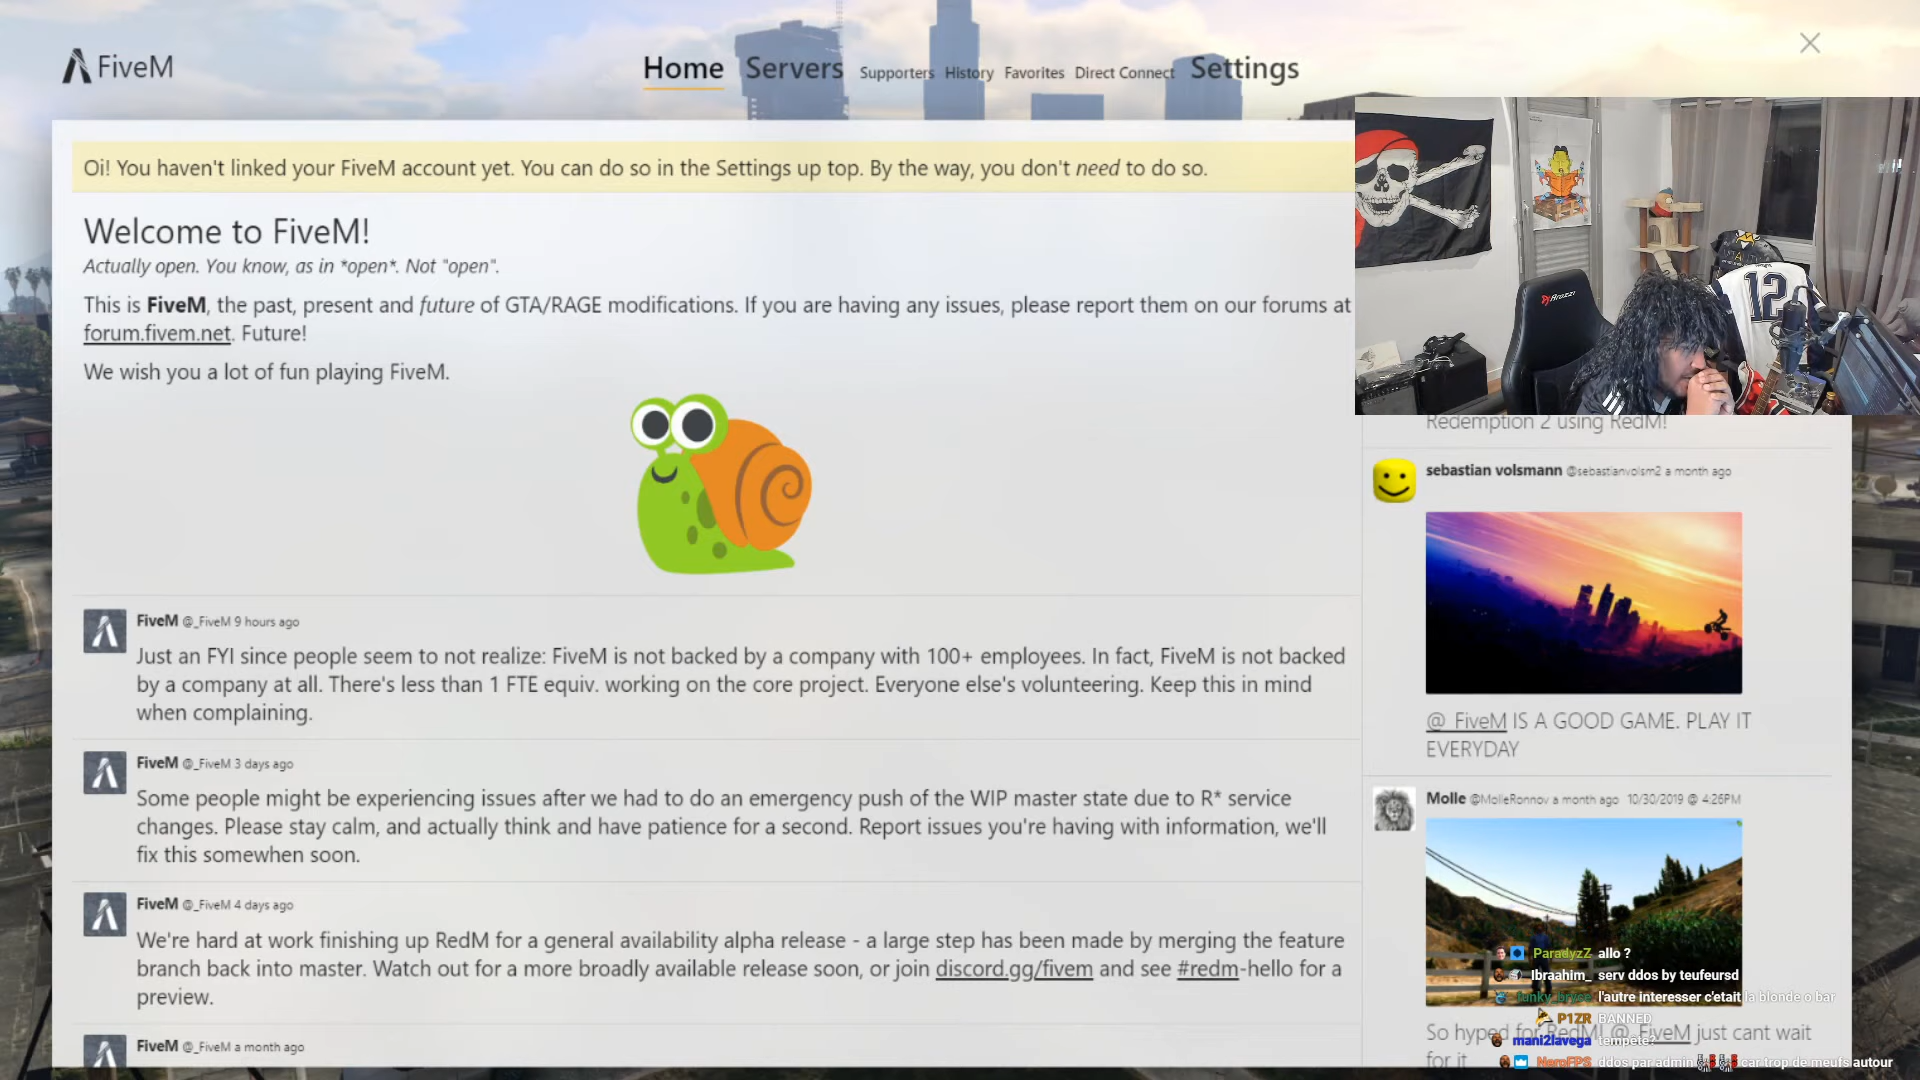 FiveM
Home Servers Supporters History Favorites Direct Connect Settings
Oi! You haven't linked your FiveM account yet. You can do so in the Settings up top. By the way, you don't need to do so.
Welcome to FiveM!
Actually open. You know, as in *open*. Not "open".
This is FiveM, the past, present and future of GTA/RAGE modifications. If you are having any issues, please report them on our forums at
forum.fivem.net. Future!
We wish you a lot of fun playing FiveM.
FiveM @_FiveM 9 hours ago
Just an FYI since people seem to not realize: FiveM is not backed by a company with 100+ employees. In fact, FiveM is not backed
by a company at all. There's less than 1 FTE equiv. working on the core project. Everyone else's volunteering. Keep this in mind
when complaining.
FiveM @_FiveM 3 days ago
Some people might be experiencing issues after we had to do an emergency push of the WIP master state due to R* service
changes. Please stay calm, and actually think and have patience for a second. Report issues you're having with information, we'll
fix this somewhen soon.
FiveM @_FiveM 4 days ago
We're hard at work finishing up RedM for a general availability alpha release - a large step has been made by merging the feature
branch back into master. Watch out for a more broadly available release soon, or join discord.gg/fivem and see #redm-hello for a
preview.
FiveM @_FiveM a month ago
Arozzi
12
Redemption 2 using RedM!
sebastian volsmann @sebastianvolsm2 a month ago
@_FiveM IS A GOOD GAME. PLAY IT
EVERYDAY
Molle @MolleRonnov a month ago 10/30/2019 @ 4:26PM
So hyped for RedM! @_FiveM just cant wait
for it
ParadyzZ allo ?
Ibraahim_ serv ddos by teufeursd
l'autre interesser c'etait la blonde o bar
P1ZR BANNED
mani2lavega tempete?
NeroFPS ddos par admin car trop de meufs autour